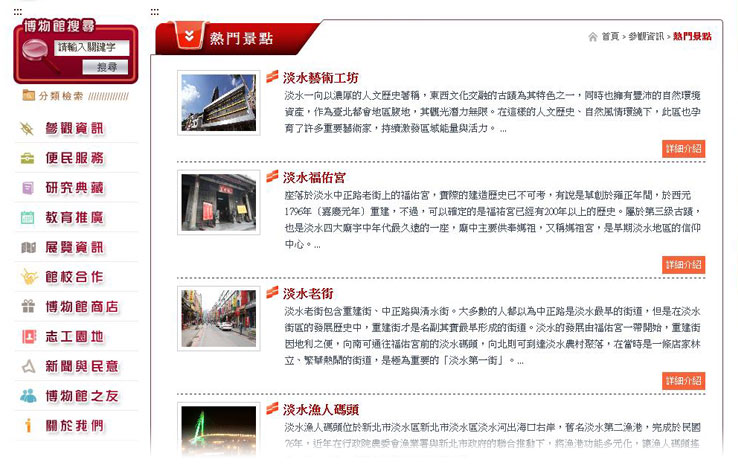 :::
博物館搜尋
請輸入關鍵字
搜尋
分類檢索 //////////////
參觀資訊
便民服務
研究典藏
教育推廣
展覽資訊
館校合作
博物館商店
志工園地
新聞與民意
博物館之友
關於我們
:::
熱門景點
首頁 > 參觀資訊 > 熱門景點
淡水藝術工坊
淡水一向以濃厚的人文歷史著稱，東西文化交融的古蹟為其特色之一，同時也擁有豐沛的自然環境
資產，作為臺北都會地區腹地，其觀光潛力無限。在這樣的人文歷史、自然風情環繞下，此區也孕
育了許多重要藝術家，持續激發區域能量與活力。 ...
詳細介紹
淡水福佑宮
座落於淡水中正路老街上的福佑宮，實際的建造歷史已不可考，有說是草創於雍正年間，於西元
1796年〔嘉慶元年〕重建，不過，可以確定的是福祐宮已經有200年以上的歷史。屬於第三級古蹟，
也是淡水四大廟宇中年代最久遠的一座，廟中主要供奉媽祖，又稱媽祖宮，是早期淡水地區的信仰
中心。...
詳細介紹
淡水老街
淡水老街包含重建街、中正路與清水街。大多數的人都以為中正路是淡水最早的街道，但是在淡水
街區的發展歷史中，重建街才是名副其實最早形成的街道。淡水的發展由福佑宮一帶開始，重建街
因地利之便，向南可通往福佑宮前的淡水碼頭，向北則可到達淡水農村聚落，在當時是一條店家林
立、繁華熱鬧的街道，是極為重要的「淡水第一街」。...
詳細介紹
淡水漁人碼頭
淡水漁人碼頭位於新北市淡水區新北市淡水區淡水河出海口右岸，舊名淡水第二漁港，完成於民國
76年，近年在行政院農委會漁業署與新北市政府的聯合推動下，將漁港功能多元化，讓漁人碼頭搖